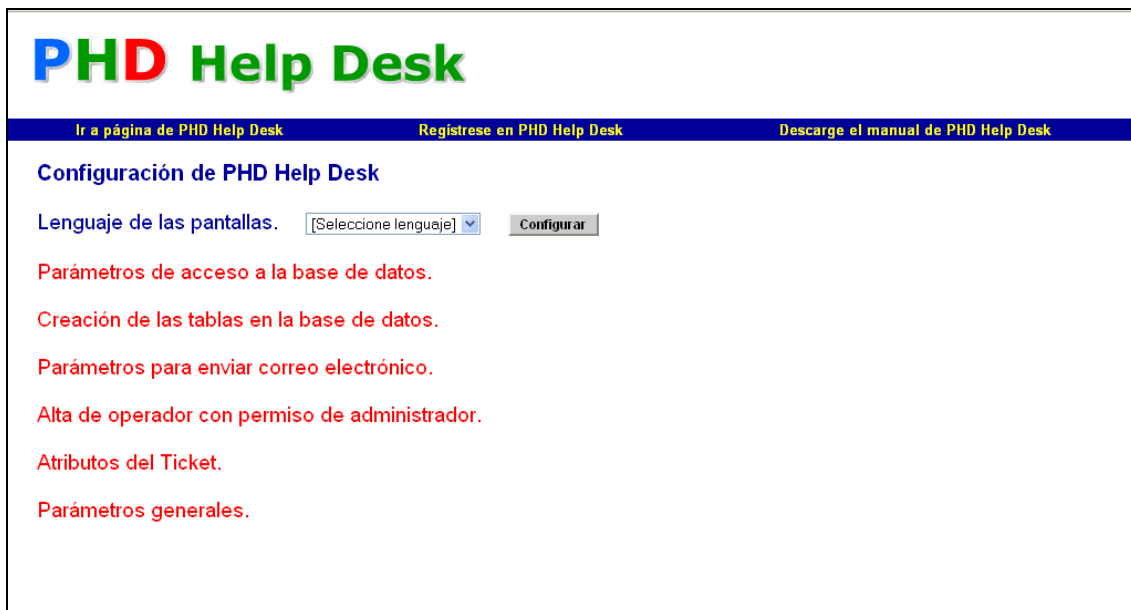 PHD Help Desk
Ir a página de PHD Help Desk Regístrese en PHD Help Desk Descarge el manual de PHD Help Desk
Configuración de PHD Help Desk
Lenguaje de las pantallas. [Seleccione lenguaje] Configurar
Parámetros de acceso a la base de datos.
Creación de las tablas en la base de datos.
Parámetros para enviar correo electrónico.
Alta de operador con permiso de administrador.
Atributos del Ticket.
Parámetros generales.